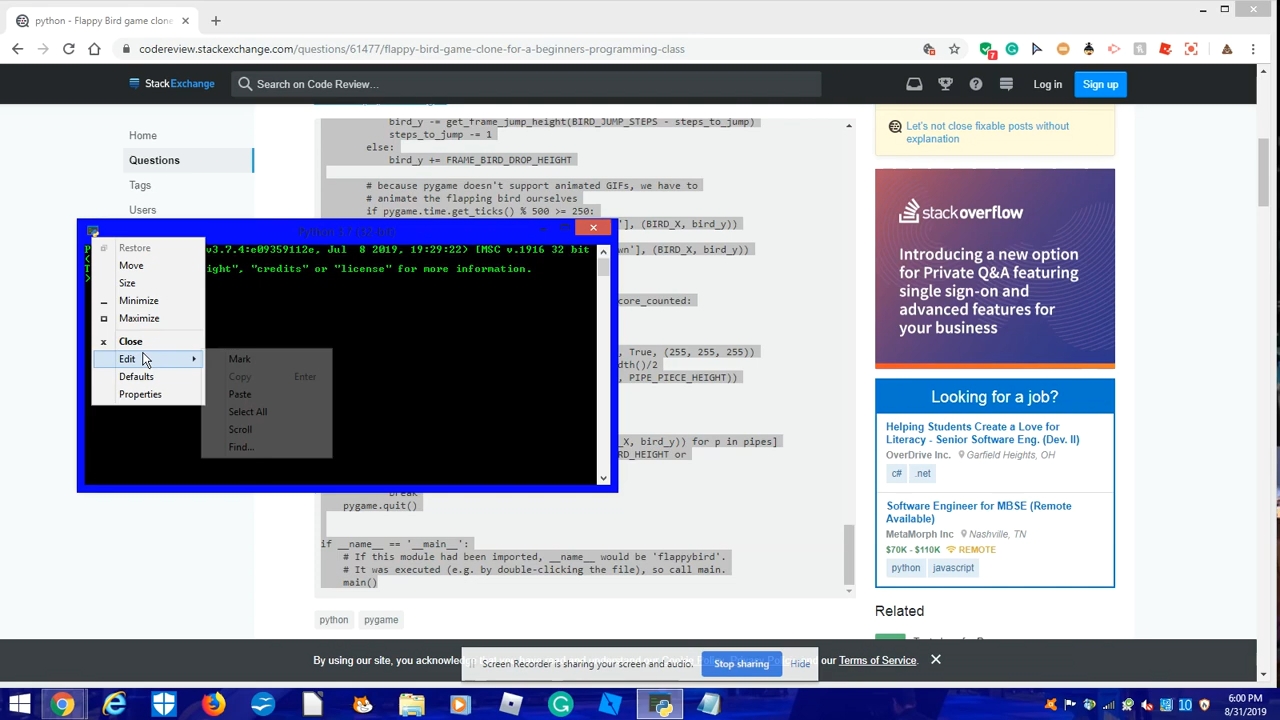 python - Flappy Bird game clone
codereview.stackexchange.com/questions/61477/flappy-bird-game-clone-for-a-beginners-programming-class
7
StackExchange
Search on Code Review…
Log in
Sign up
Home
Questions
Tags
Users
bird_y -= get_frame_jump_height(BIRD_JUMP_STEPS - steps_to_jump)
steps_to_jump -= 1
else:
bird_y += FRAME_BIRD_DROP_HEIGHT
# because pygame doesn't support animated GIFs, we have to
# animate the flapping bird ourselves
if pygame.time.get_ticks() % 500 >= 250:
'], (BIRD_X, bird_y))
wn'], (BIRD_X, bird_y))
core_counted:
, True, (255, 255, 255))
dth()/2
, PIPE_PIECE_HEIGHT))
_X, bird_y)) for p in pipes]
RD_HEIGHT or
break
pygame.quit()
if __name__ == '__main__':
# If this module had been imported, __name__ would be 'flappybird'.
# It was executed (e.g. by double-clicking the file), so call main.
main()
python pygame
Python 3.7 (32-bit)
v3.7.4:e09359112e, Jul 8 2019, 19:29:22) [MSC v.1916 32 bit
ight", "credits" or "license" for more information.
Restore
Move
Size
Minimize
Maximize
Close
Edit
Defaults
Properties
Mark
Copy Enter
Paste
Select All
Scroll
Find...
Let's not close fixable posts without
explanation
stackoverflow
Introducing a new option
for Private Q&A featuring
single sign-on and
advanced features for
your business
Looking for a job?
Helping Students Create a Love for
Literacy - Senior Software Eng. (Dev. II)
OverDrive Inc. Garfield Heights, OH
c# .net
Software Engineer for MBSE (Remote
Available)
MetaMorph Inc Nashville, TN
$70K - $110K REMOTE
python javascript
Related
By using our site, you acknowledg
our Terms of Service.
Screen Recorder is sharing your screen and audio.
Stop sharing
Hide
10
6:00 PM
8/31/2019